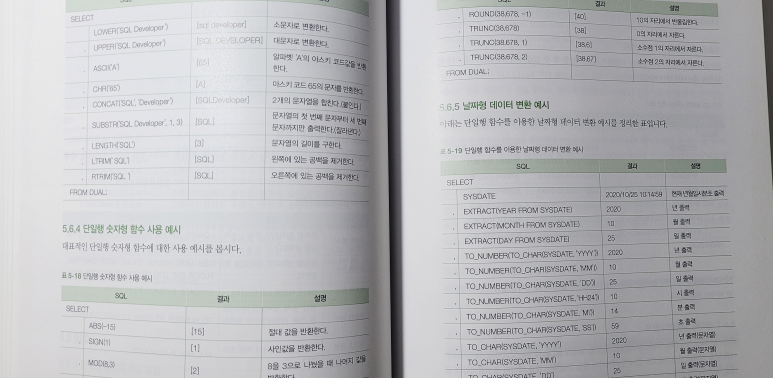 SQL 결과 설명
SELECT
, LOWER('SQL Developer') [sql developer] 소문자로 변환한다.
, UPPER('SQL Developer') [SQL DEVELOPER] 대문자로 변환한다.
, ASCII('A') [65] 알파벳 'A'의 아스키 코드값을 반환
한다.
, CHR('65') [A] 아스키 코드 65의 문자를 반환한다.
, CONCAT('SQL', 'Developer') [SQLDeveloper] 2개의 문자열을 합친다.(붙인다.)
, SUBSTR('SQL Developer', 1, 3) [SQL] 문자열의 첫 번째 문자부터 세 번째
문자까지만 출력한다.(잘라낸다.)
, LENGTH('SQL') [3] 문자열의 길이를 구한다.
, LTRIM(' SQL') [SQL] 왼쪽에 있는 공백을 제거한다.
, RTRIM('SQL ') [SQL] 오른쪽에 있는 공백을 제거한다.
FROM DUAL;
5.6.4 단일행 숫자형 함수 사용 예시
대표적인 단일행 숫자형 함수에 대한 사용 예시를 봅시다.
표 5-18 단일행 숫자형 함수 사용 예시
SQL 결과 설명
SELECT
ABS(-15) [15] 절대 값을 반환한다.
, SIGN(1) [1] 사인값을 반환한다.
, MOD(8,3) [2] 8을 3으로 나눴을 때 나머지 값을
반환한다.
SQL 결과 설명
, ROUND(38.678, -1) [40] 10의 자리에서 반올림한다.
, TRUNC(38.678) [38] 0의 자리에서 자른다.
, TRUNC(38.678, 1) [38.6] 소수점 1의 자리에서 자른다.
, TRUNC(38.678, 2) [38.67] 소수점 2의 자리에서 자른다.
FROM DUAL;
5.6.5 날짜형 데이터 변환 예시
아래는 단일행 함수를 이용한 날짜형 데이터 변환 예시를 정리한 표입니다.
표 5-19 단일행 함수를 이용한 날짜형 데이터 변환 예시
SQL 결과 설명
SELECT
SYSDATE 2020/10/25 10:14:59 현재 년월일시분초 출력
, EXTRACT(YEAR FROM SYSDATE) 2020 년 출력
, EXTRACT(MONTH FROM SYSDATE) 10 월 출력
, EXTRACT(DAY FROM SYSDATE) 25 일 출력
, TO_NUMBER(TO_CHAR(SYSDATE, 'YYYY')) 2020 년 출력
, TO_NUMBER(TO_CHAR(SYSDATE, 'MM')) 10 월 출력
, TO_NUMBER(TO_CHAR(SYSDATE, 'DD')) 25 일 출력
, TO_NUMBER(TO_CHAR(SYSDATE, 'HH24')) 10 시 출력
, TO_NUMBER(TO_CHAR(SYSDATE, 'MI')) 14 분 출력
, TO_NUMBER(TO_CHAR(SYSDATE, 'SS')) 59 초 출력
, TO_CHAR(SYSDATE, 'YYYY') 2020 년 출력(문자열)
, TO_CHAR(SYSDATE, 'MM') 10 월 출력(문자열)
, TO_CHAR(SYSDATE, 'DD') 25 일 출력(문자열)